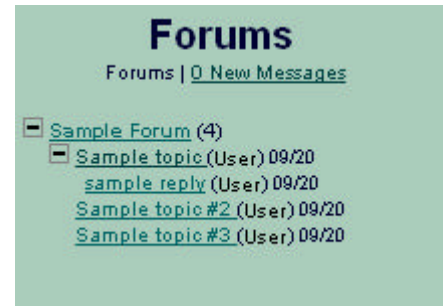 Forums
Forums | 0 New Messages
Sample Forum (4)
Sample topic (User) 09/20
sample reply (User) 09/20
Sample topic #2 (User) 09/20
Sample topic #3 (User) 09/20